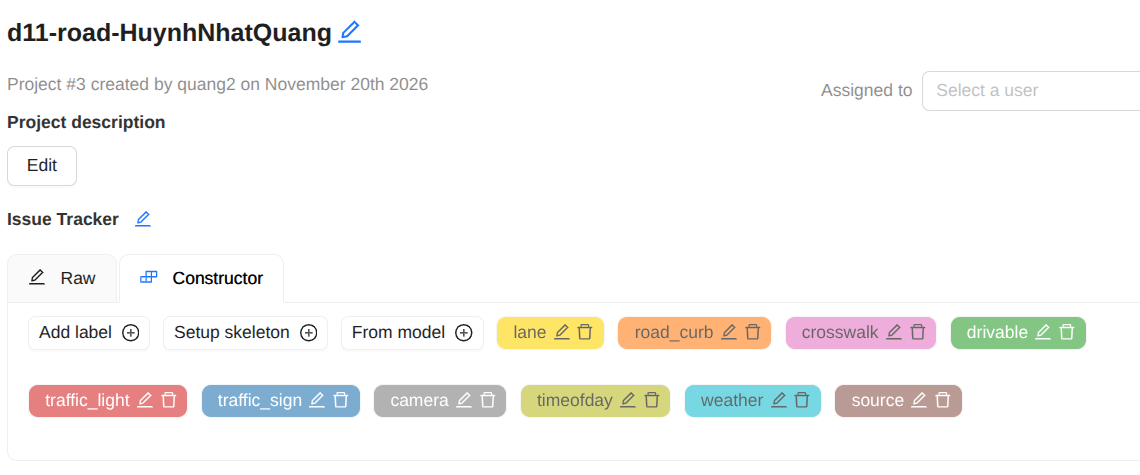 d11-road-HuynhNhatQuang
Project #3 created by quang2 on November 20th 2026
Assigned to Select a user
Project description
Edit
Issue Tracker
Raw Constructor
Add label Setup skeleton From model lane road_curb crosswalk drivable
traffic_light traffic_sign camera timeofday weather source